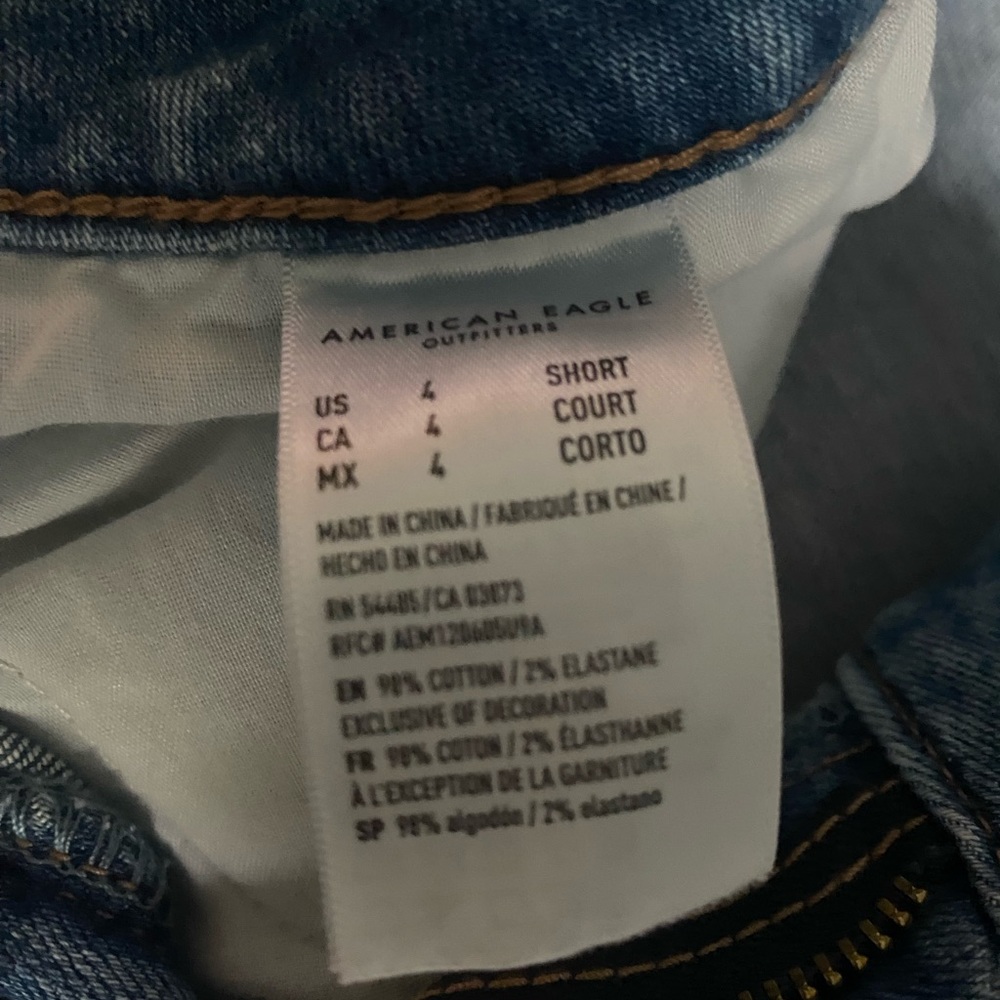 AMERICAN EAGLE
OUTFITTERS
US 4 SHORT
CA 4 COURT
MX 4 CORTO
MADE IN CHINA / FABRIQUÉ EN CHINE /
HECHO EN CHINA
RN 54485/CA 03073
RFC# AEM120605U9A
EN 98% COTTON / 2% ELASTANE
EXCLUSIVE OF DECORATION
FR 98% COTON / 2% ÉLASTHANNE
À L'EXCEPTION DE LA GARNITURE
SP 98% algodón / 2% elastano